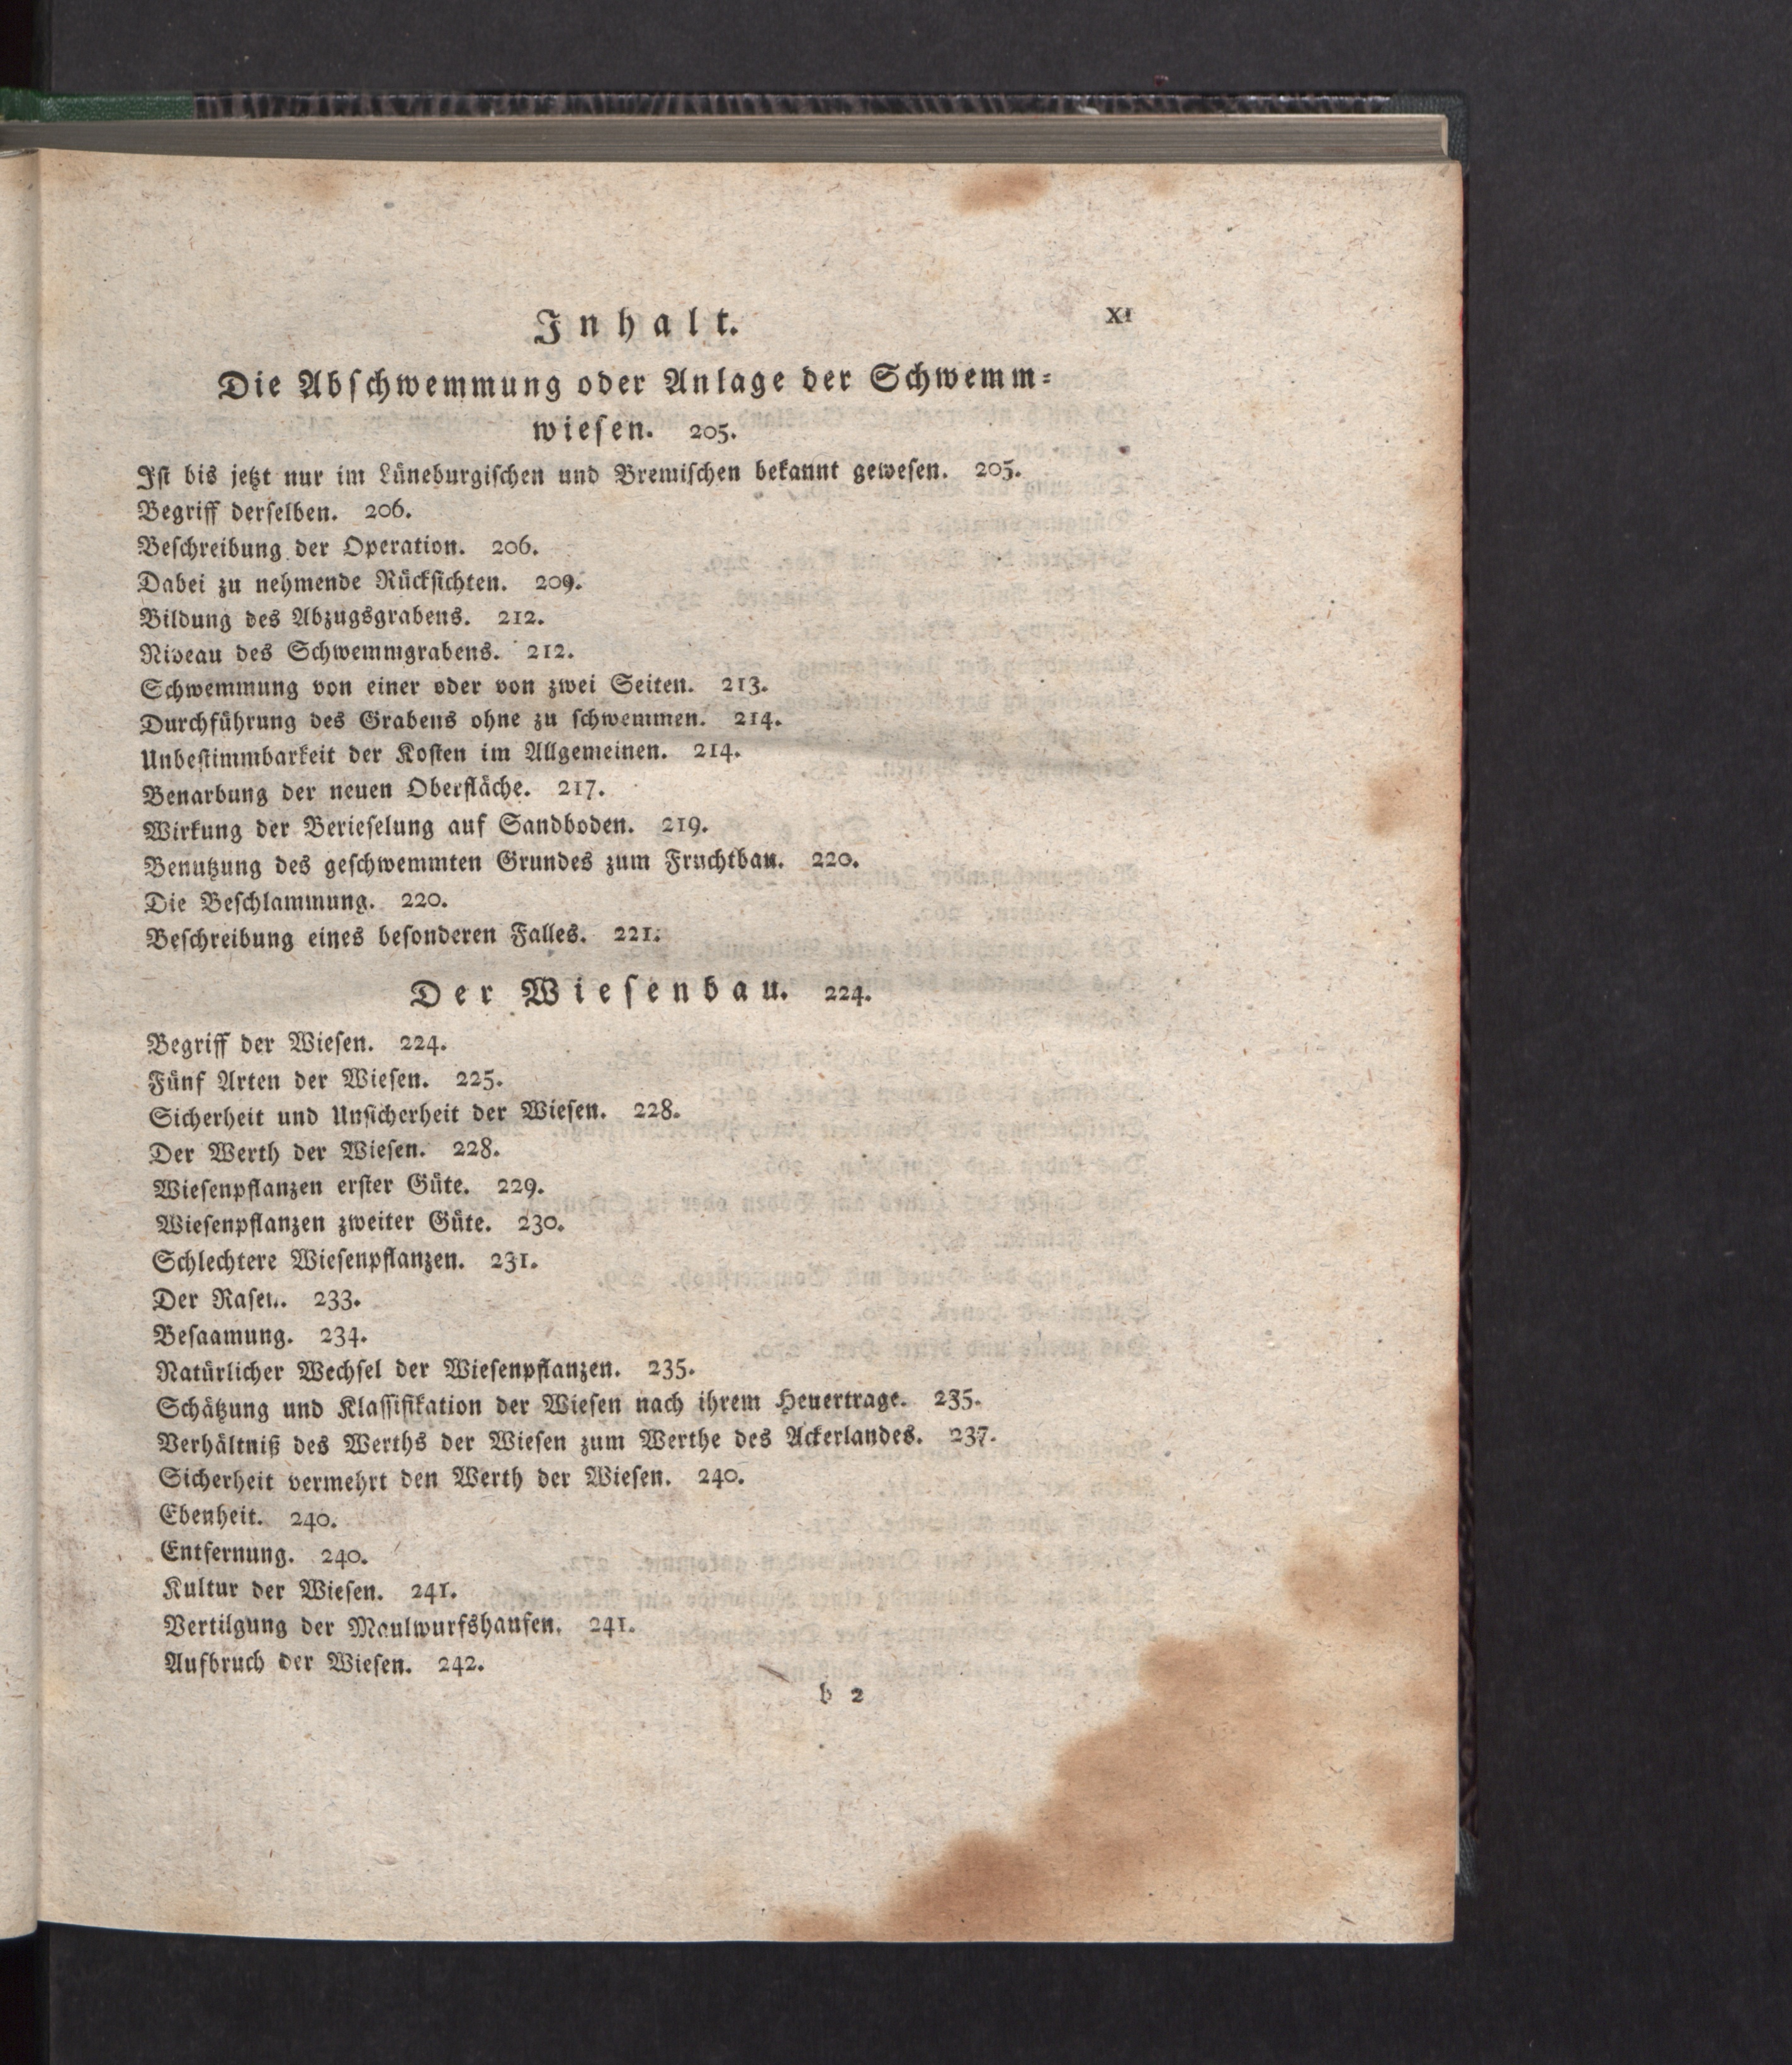 Inhalt. XI
Die Abschwemmung oder Anlage der Schwemm-
wiesen. 205.
Ist bis jetzt nur im Lüneburgischen und Bremischen bekannt gewesen. 205.
Begriff derselben. 206.
Beschreibung der Operation. 206.
Dabei zu nehmende Rücksichten. 209.
Bildung des Abzugsgrabens. 212.
Niveau des Schwemmgrabens. 212.
Schwemmung von einer oder von zwei Seiten. 213.
Durchführung des Grabens ohne zu schwemmen. 214.
Unbestimmbarkeit der Kosten im Allgemeinen. 214.
Benarbung der neuen Oberfläche. 217.
Wirkung der Berieselung auf Sandboden. 219.
Benutzung des geschwemmten Grundes zum Fruchtbau. 220.
Die Beschlammung. 220.
Beschreibung eines besonderen Falles. 221.
Der Wiesenbau. 224.
Begriff der Wiesen. 224.
Fünf Arten der Wiesen. 225.
Sicherheit und Unsicherheit der Wiesen. 228.
Der Werth der Wiesen. 228.
Wiesenpflanzen erster Güte. 229.
Wiesenpflanzen zweiter Güte. 230.
Schlechtere Wiesenpflanzen. 231.
Der Rasen. 233.
Besaamung. 234.
Natürlicher Wechsel der Wiesenpflanzen. 235.
Schätzung und Klassifikation der Wiesen nach ihrem Heuertrage. 235.
Verhältniß des Werths der Wiesen zum Werthe des Ackerlandes. 237.
Sicherheit vermehrt den Werth der Wiesen. 240.
Ebenheit. 240.
Entfernung. 240.
Kultur der Wiesen. 241.
Vertilgung der Maulwurfshaufen. 241.
Aufbruch der Wiesen. 242.
b 2